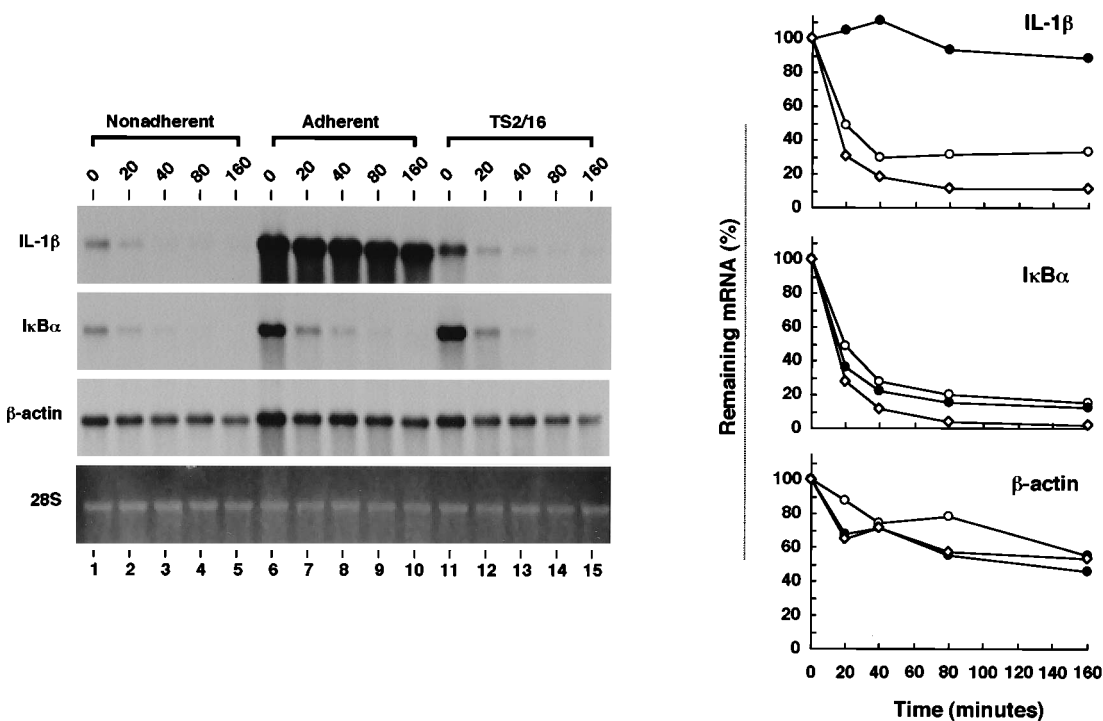 Nonadherent Adherent TS2/16
0 20 40 80 160 0 20 40 80 160 0 20 40 80 160
IL-1β
IκBα
β-actin
28S
1 2 3 4 5 6 7 8 9 10 11 12 13 14 15
Remaining mRNA (%)
IL-1β
100
80
60
40
20
0
IκBα
100
80
60
40
20
0
β-actin
100
80
60
40
20
0
0 20 40 60 80 100 120 140 160
Time (minutes)